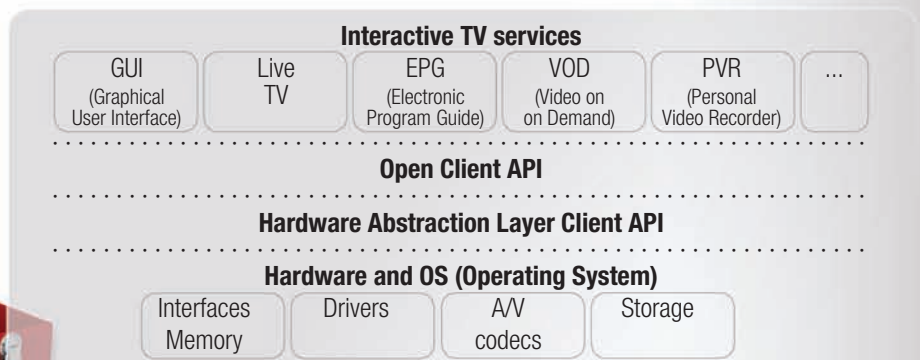 Interactive TV services
GUI
(Graphical
User Interface)
Live
TV
EPG
(Electronic
Program Guide)
VOD
(Video on
on Demand)
PVR
(Personal
Video Recorder)
...
Open Client API
Hardware Abstraction Layer Client API
Hardware and OS (Operating System)
Interfaces
Memory
Drivers
A/V
codecs
Storage